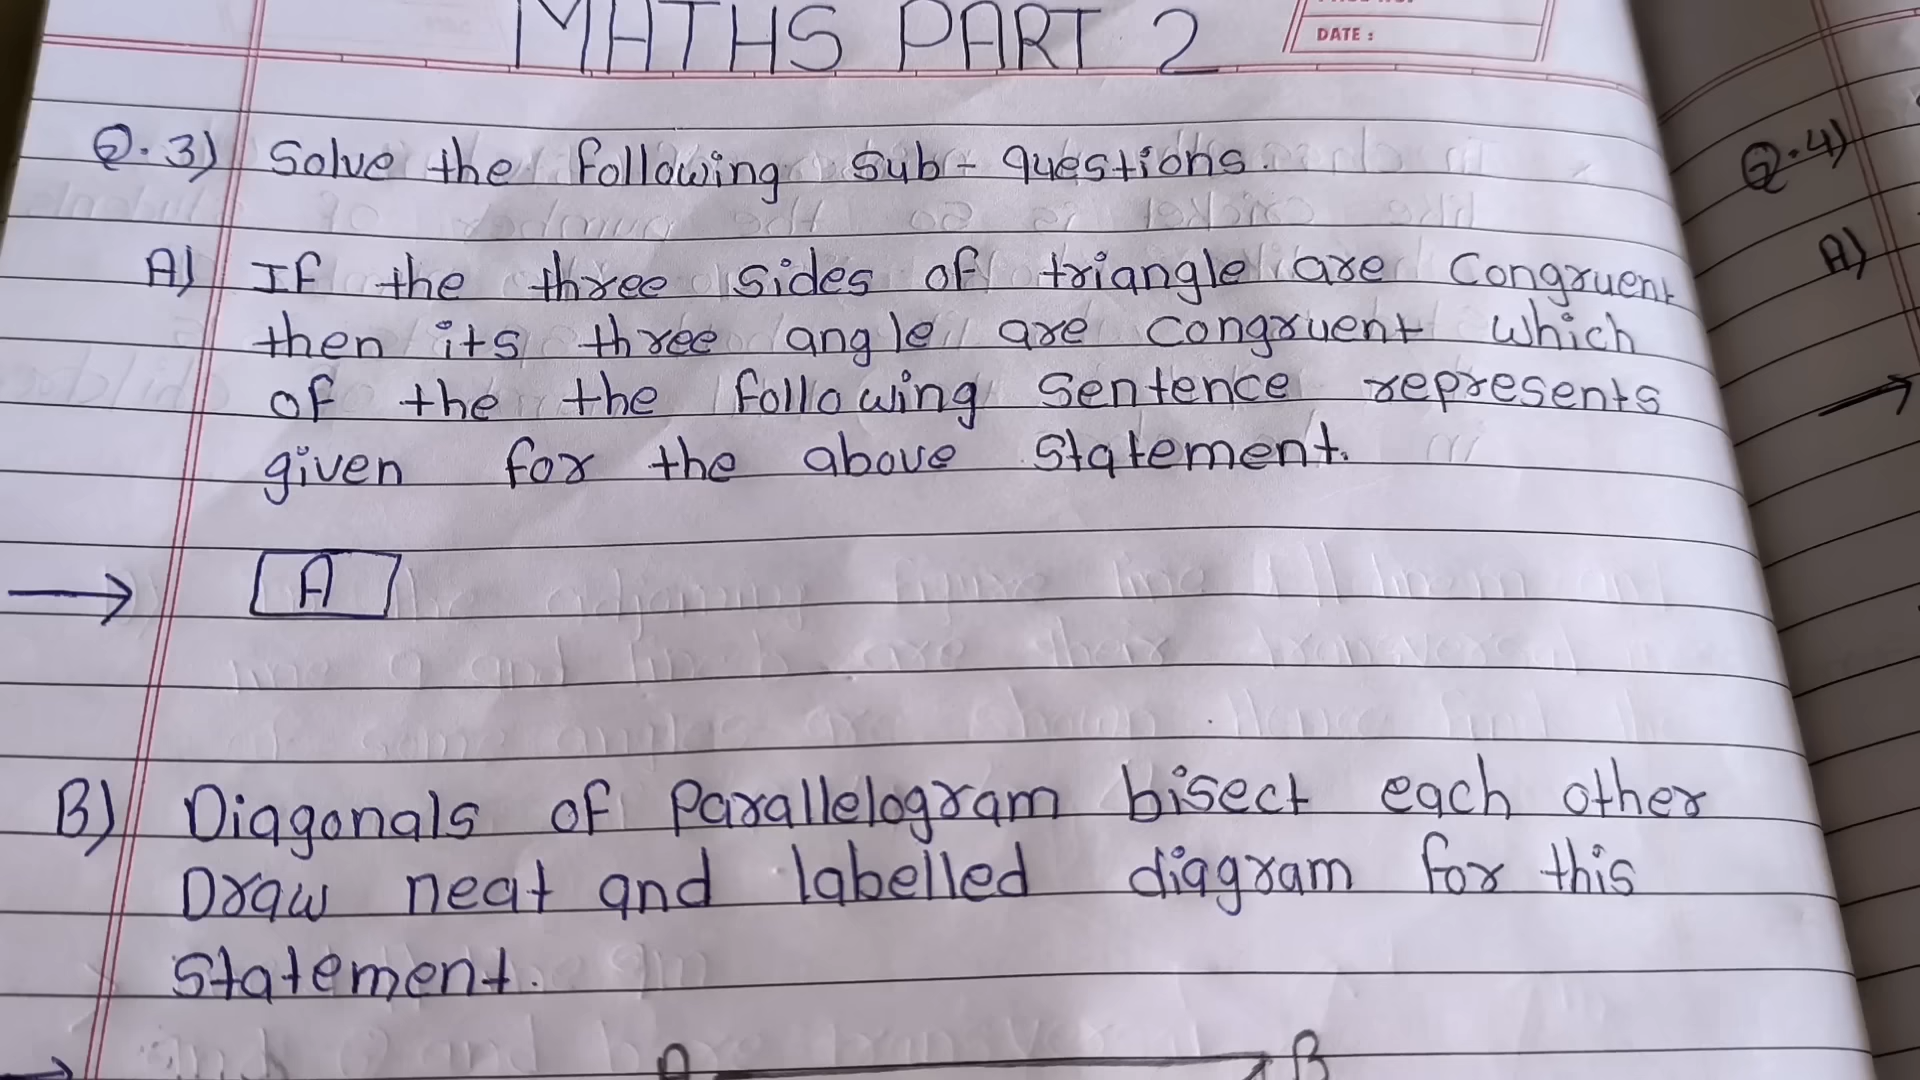 MATHS PART 2
DATE :
Q.3) Solve the following sub-questions.
A) If the three sides of triangle are congruent
then its three angle are congruent which
of the the following sentence represents
given for the above statement.
→ A
B) Diagonals of parallelogram bisect each other
Draw neat and labelled diagram for this
statement.
→ A B
Q.4)
A)
→